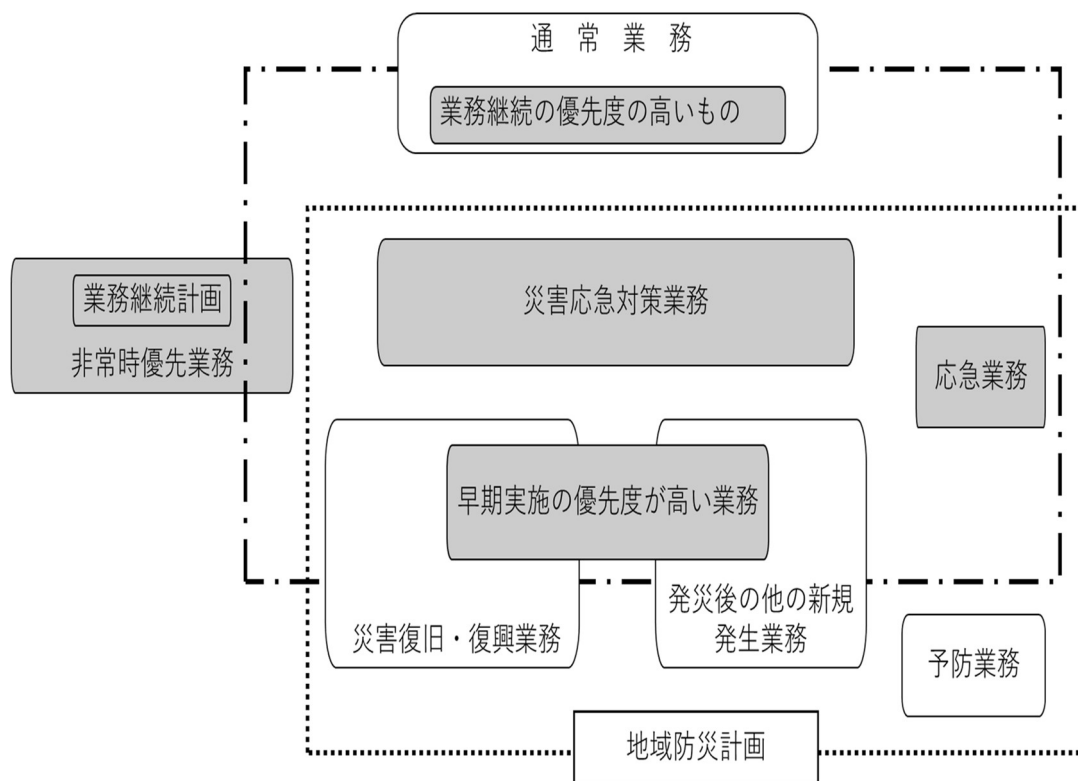 通常業務
業務継続の優先度の高いもの
災害応急対策業務
業務継続計画
非常時優先業務
応急業務
早期実施の優先度が高い業務
発災後の他の新規
発生業務
災害復旧・復興業務
予防業務
地域防災計画